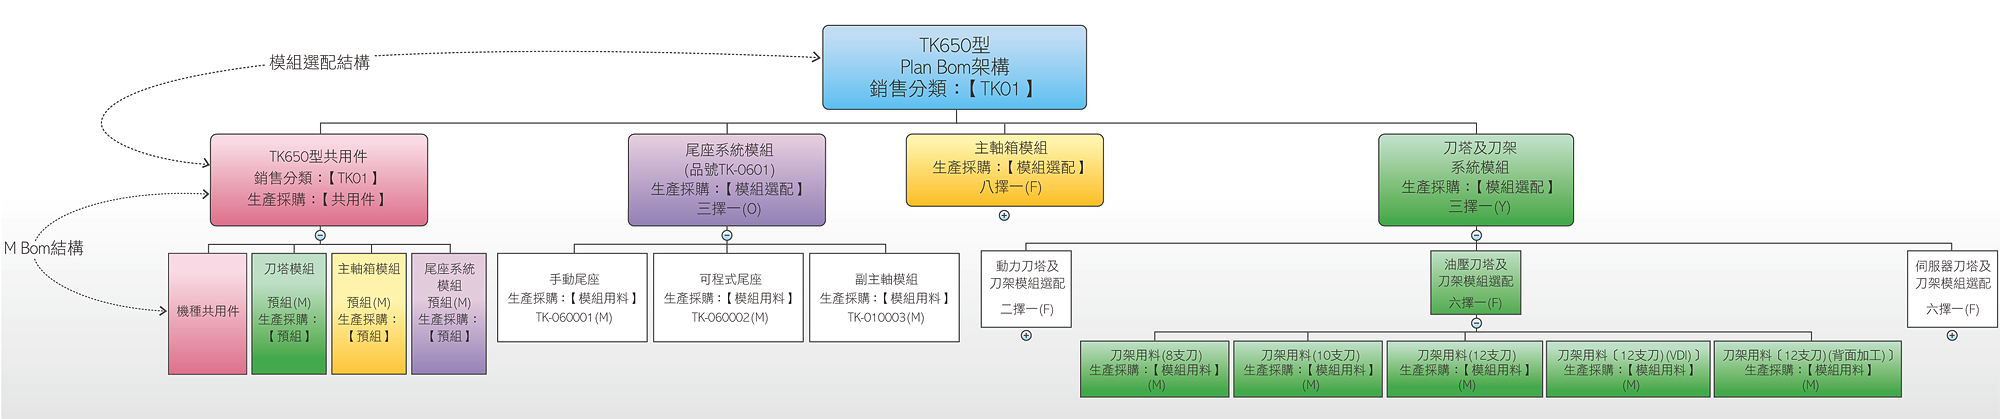 TK650型
Plan Bom架構
銷售分類：【TK01】
模組選配結構
M Bom結構
TK650型共用件
銷售分類：【TK01】
生產採購：【共用件】
尾座系統模組
(品號TK-0601)
生產採購：【模組選配】
三擇一(O)
主軸箱模組
生產採購：【模組選配】
八擇一(F)
刀塔及刀架
系統模組
生產採購：【模組選配】
三擇一(Y)
機種共用件
刀塔模組
預組(M)
生產採購：
【預組】
主軸箱模組
預組(M)
生產採購：
【預組】
尾座系統
模組
預組(M)
生產採購：
【預組】
手動尾座
生產採購：【模組用料】
TK-060001(M)
可程式尾座
生產採購：【模組用料】
TK-060002(M)
副主軸模組
生產採購：【模組用料】
TK-010003(M)
動力刀塔及
刀架模組選配
二擇一(F)
油壓刀塔及
刀架模組選配
六擇一(F)
伺服器刀塔及
刀架模組選配
六擇一(F)
刀架用料(8支刀)
生產採購：【模組用料】
(M)
刀架用料(10支刀)
生產採購：【模組用料】
(M)
刀架用料(12支刀)
生產採購：【模組用料】
(M)
刀架用料〔12支刀)(VDI)〕
生產採購：【模組用料】
(M)
刀架用料〔12支刀)(背面加工)〕
生產採購：【模組用料】
(M)